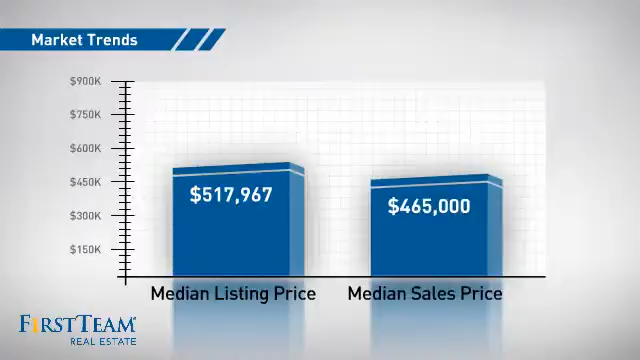 Market Trends
$900K
$750K
$600K
$450K
$300K
$150K
$517,967
$465,000
Median Listing Price
Median Sales Price
FIRSTTEAM®
REAL ESTATE